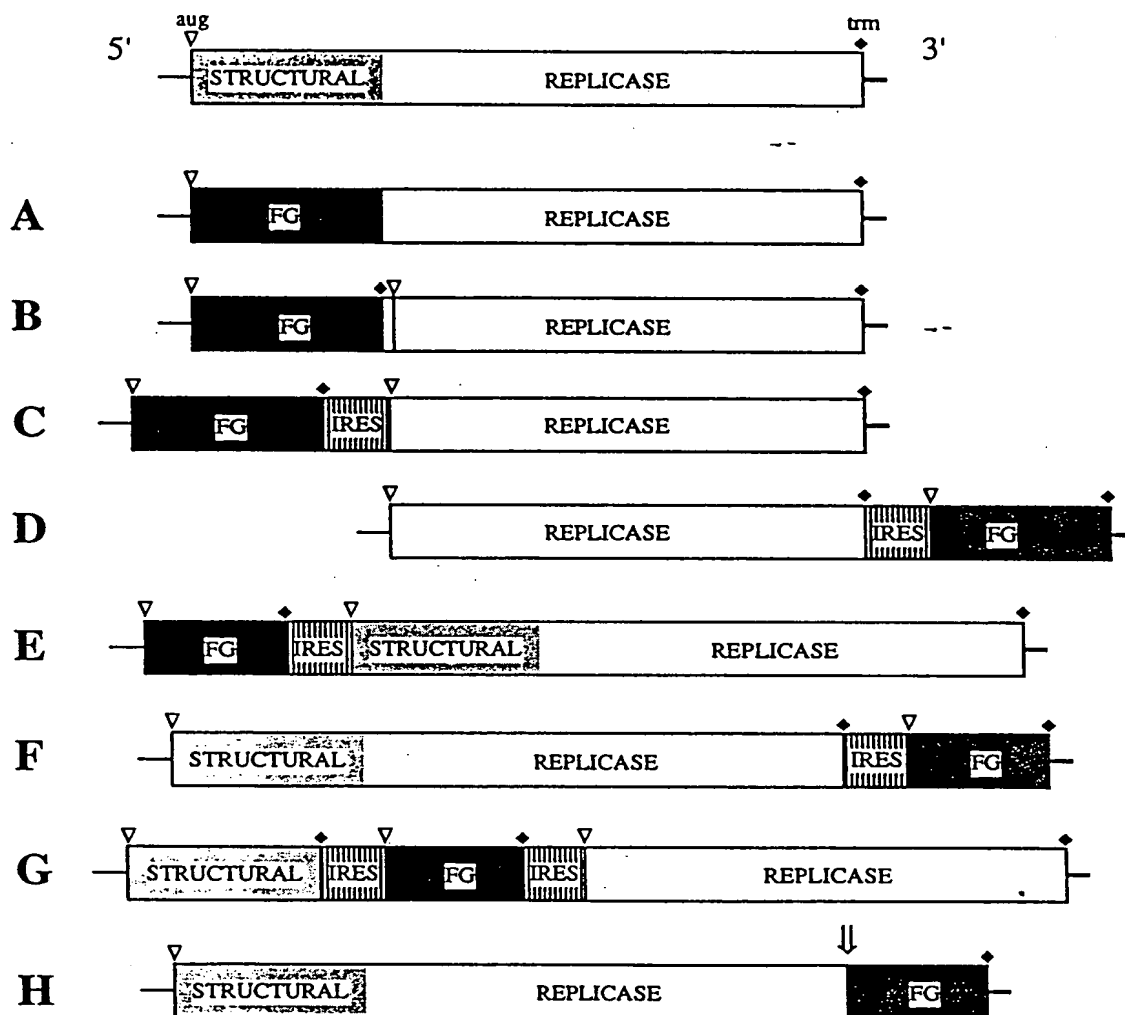 aug trm
5' 3'
STRUCTURAL REPLICASE
A FG REPLICASE
B FG REPLICASE
C FG IRES REPLICASE
D REPLICASE IRES FG
E FG IRES STRUCTURAL REPLICASE
F STRUCTURAL REPLICASE IRES FG
G STRUCTURAL IRES FG IRES REPLICASE
H STRUCTURAL REPLICASE FG